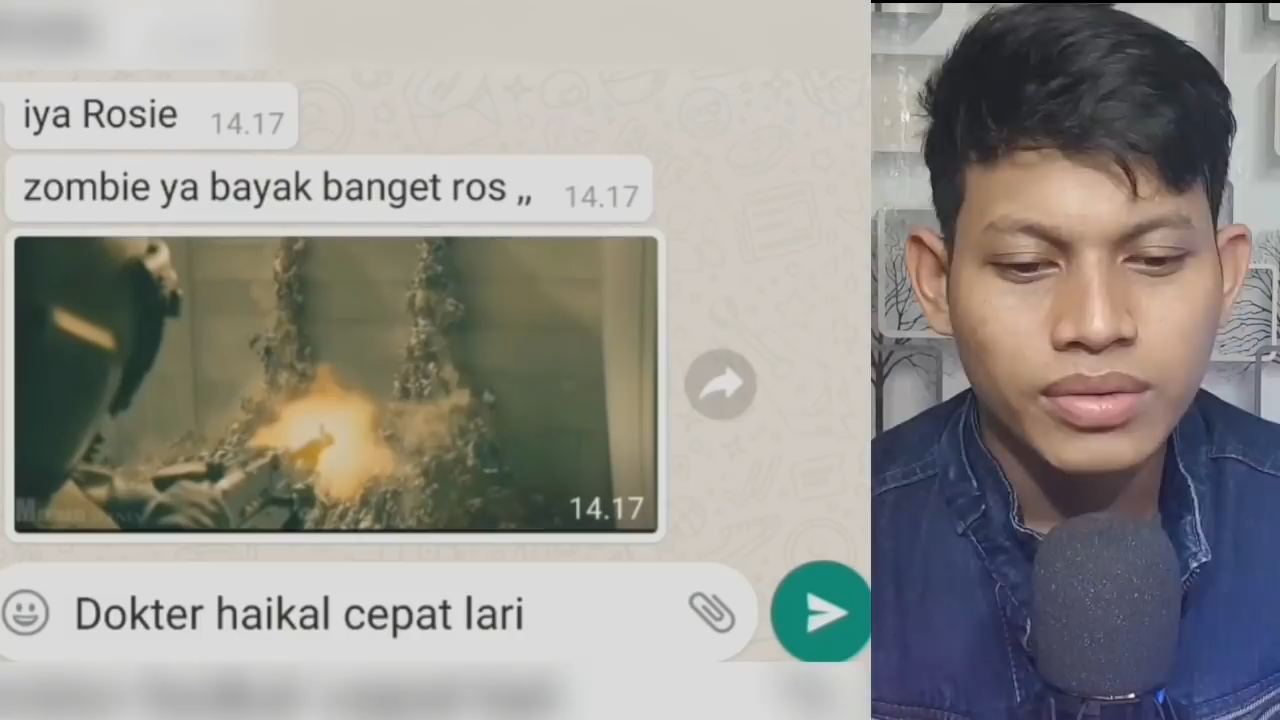 iya Rosie 14.17
zombie ya bayak banget ros ,, 14.17
14.17
Dokter haikal cepat lari